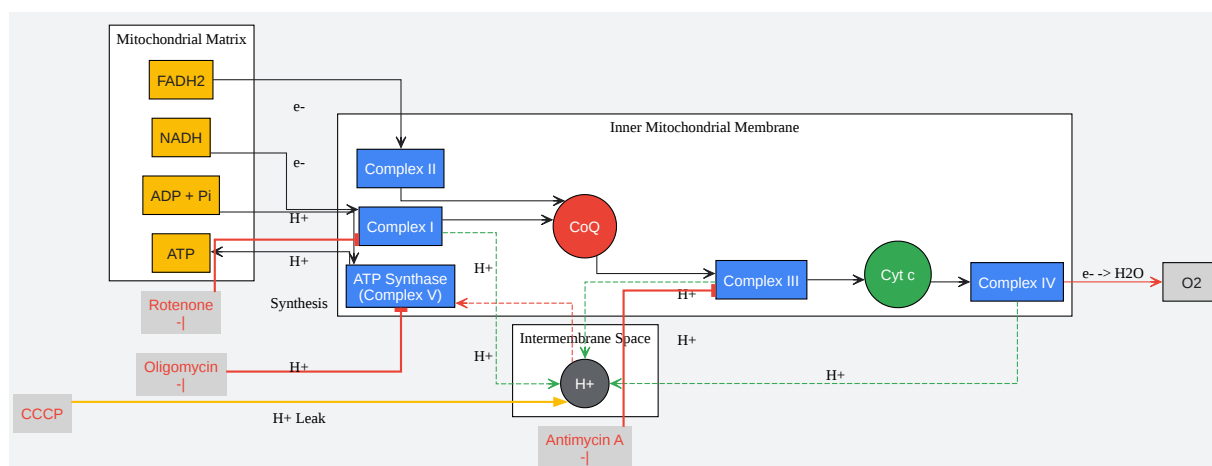 Mitochondrial Matrix
FADH2
e-
NADH
Inner Mitochondrial Membrane
e-
Complex II
ADP + Pi
H+
Complex I
CoQ
ATP
H+
H+
ATP Synthase
(Complex V)
Complex III
H+
Cyt c
Complex IV
e- -> H2O
O2
Rotenone
-|
Synthesis
Intermembrane Space
H+
H+
Oligomycin
-|
H+
H+
H+
CCCP
H+ Leak
Antimycin A
-|